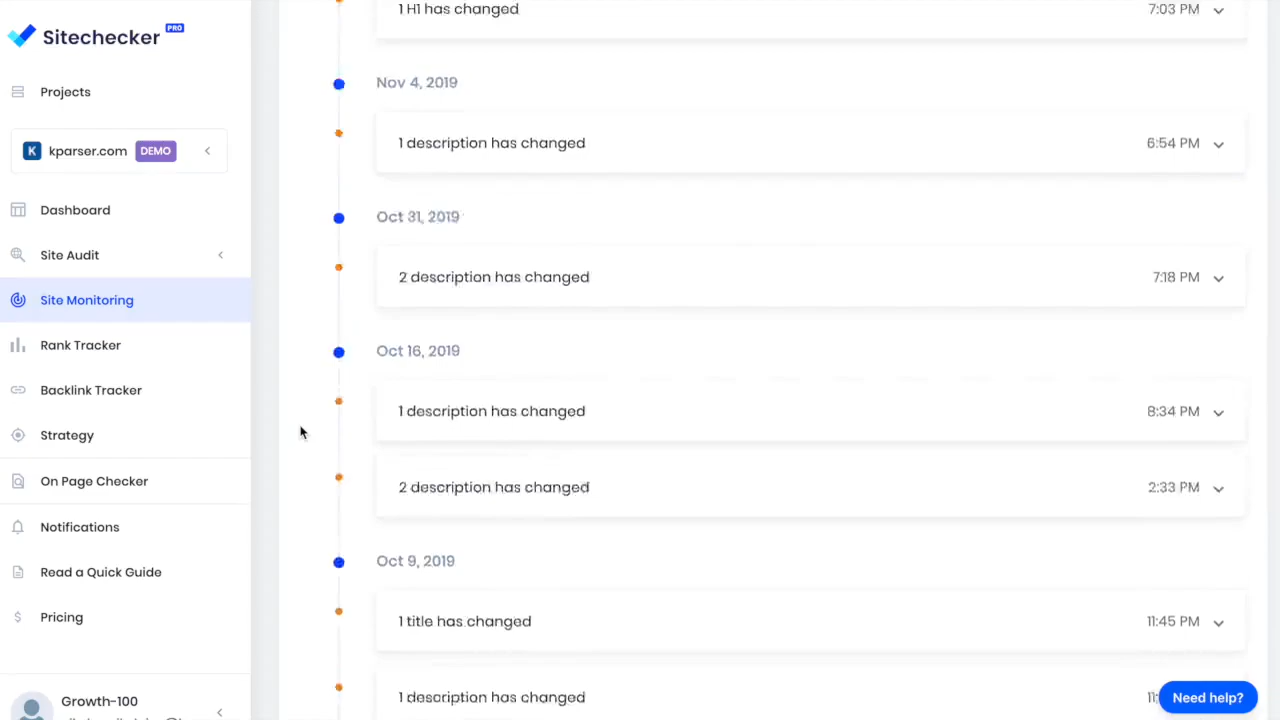 Sitechecker PRO
Projects
K kparser.com DEMO
Dashboard
Site Audit
Site Monitoring
Rank Tracker
Backlink Tracker
Strategy
On Page Checker
Notifications
Read a Quick Guide
Pricing
Growth-100
1 H1 has changed 7:03 PM
Nov 4, 2019
1 description has changed 6:54 PM
Oct 31, 2019
2 description has changed 7:18 PM
Oct 16, 2019
1 description has changed 8:34 PM
2 description has changed 2:33 PM
Oct 9, 2019
1 title has changed 11:45 PM
1 description has changed
Need help?